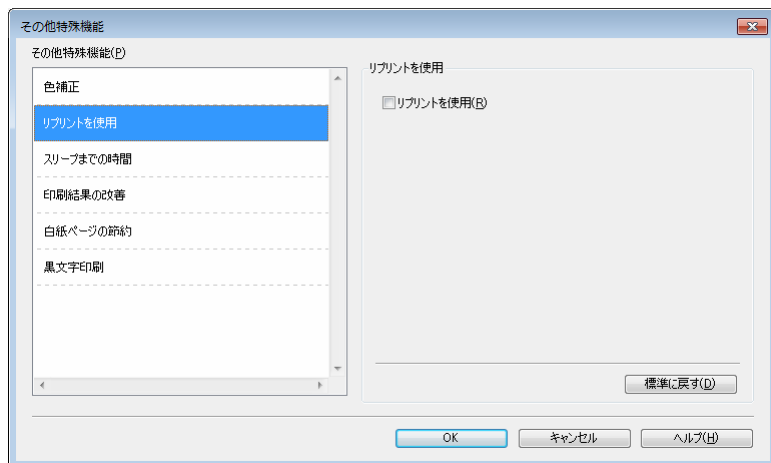 その他特殊機能
その他特殊機能(P)
色補正
リプリントを使用
スリープまでの時間
印刷結果の改善
白紙ページの節約
黒文字印刷
リプリントを使用
リプリントを使用(R)
標準に戻す(D)
OK
キャンセル
ヘルプ(H)